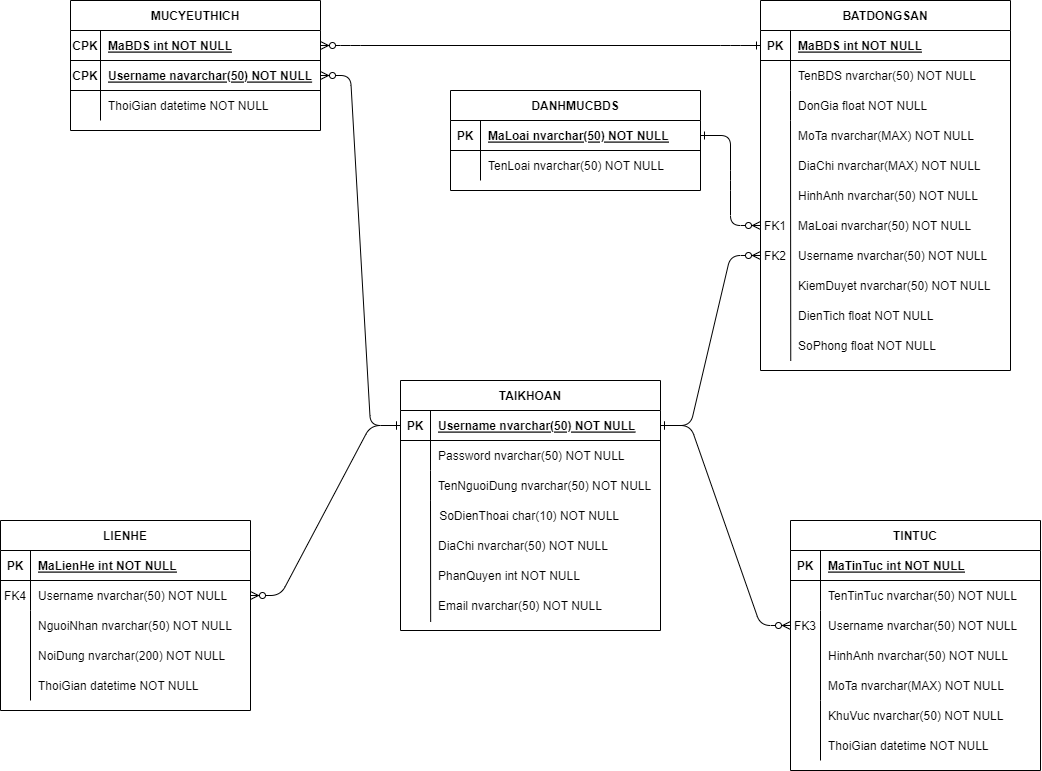 MUCYEUTHICH
CPK MaBDS int NOT NULL
CPK Username navarchar(50) NOT NULL
ThoiGian datetime NOT NULL
BATDONGSAN
PK MaBDS int NOT NULL
TenBDS nvarchar(50) NOT NULL
DonGia float NOT NULL
MoTa nvarchar(MAX) NOT NULL
DiaChi nvarchar(MAX) NOT NULL
HinhAnh nvarchar(50) NOT NULL
FK1 MaLoai nvarchar(50) NOT NULL
FK2 Username nvarchar(50) NOT NULL
KiemDuyet nvarchar(50) NOT NULL
DienTich float NOT NULL
SoPhong float NOT NULL
DANHMUCBDS
PK MaLoai nvarchar(50) NOT NULL
TenLoai nvarchar(50) NOT NULL
TAIKHOAN
PK Username nvarchar(50) NOT NULL
Password nvarchar(50) NOT NULL
TenNguoiDung nvarchar(50) NOT NULL
SoDienThoai char(10) NOT NULL
DiaChi nvarchar(50) NOT NULL
PhanQuyen int NOT NULL
Email nvarchar(50) NOT NULL
LIENHE
PK MaLienHe int NOT NULL
FK4 Username nvarchar(50) NOT NULL
NguoiNhan nvarchar(50) NOT NULL
NoiDung nvarchar(200) NOT NULL
ThoiGian datetime NOT NULL
TINTUC
PK MaTinTuc int NOT NULL
TenTinTuc nvarchar(50) NOT NULL
FK3 Username nvarchar(50) NOT NULL
HinhAnh nvarchar(50) NOT NULL
MoTa nvarchar(MAX) NOT NULL
KhuVuc nvarchar(50) NOT NULL
ThoiGian datetime NOT NULL